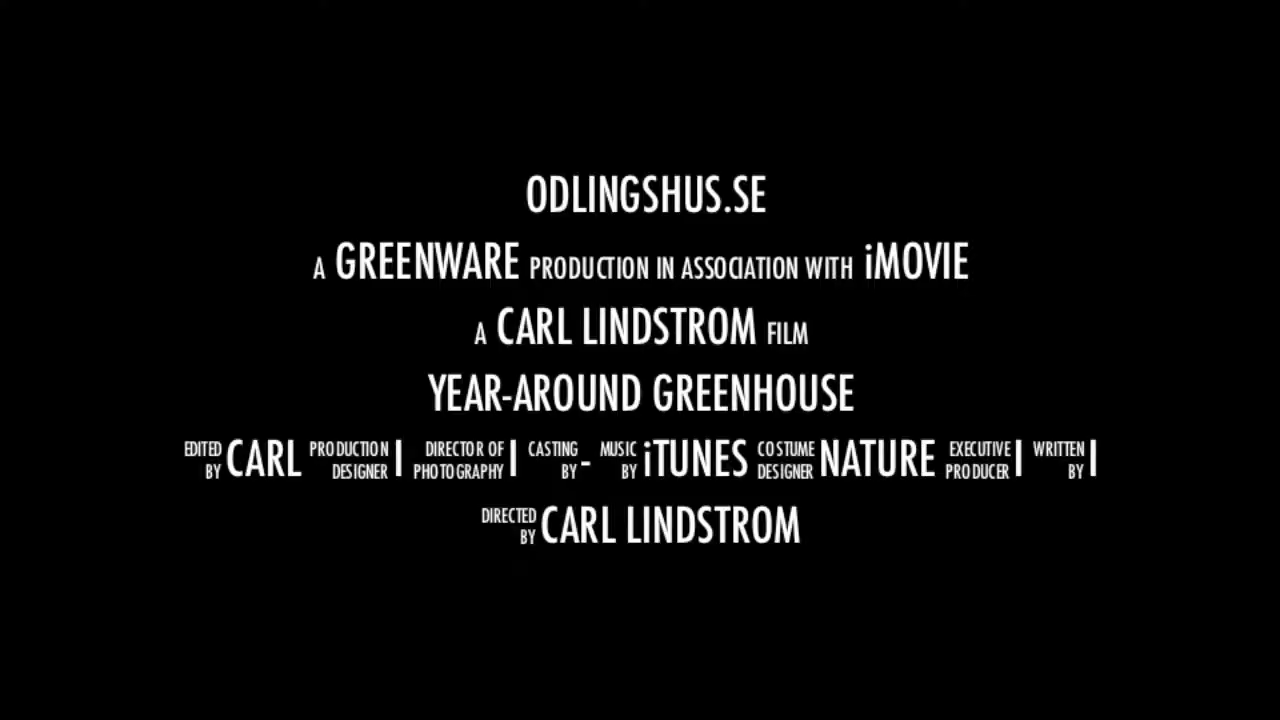 ODLINGSHUS.SE
A GREENWARE PRODUCTION IN ASSOCIATION WITH iMOVIE
A CARL LINDSTROM FILM
YEAR-AROUND GREENHOUSE
EDITED BY CARL PRODUCTION DESIGNER I DIRECTOR OF PHOTOGRAPHY I CASTING BY - MUSIC BY iTUNES COSTUME DESIGNER NATURE EXECUTIVE PRODUCER I WRITTEN BY I
DIRECTED BY CARL LINDSTROM